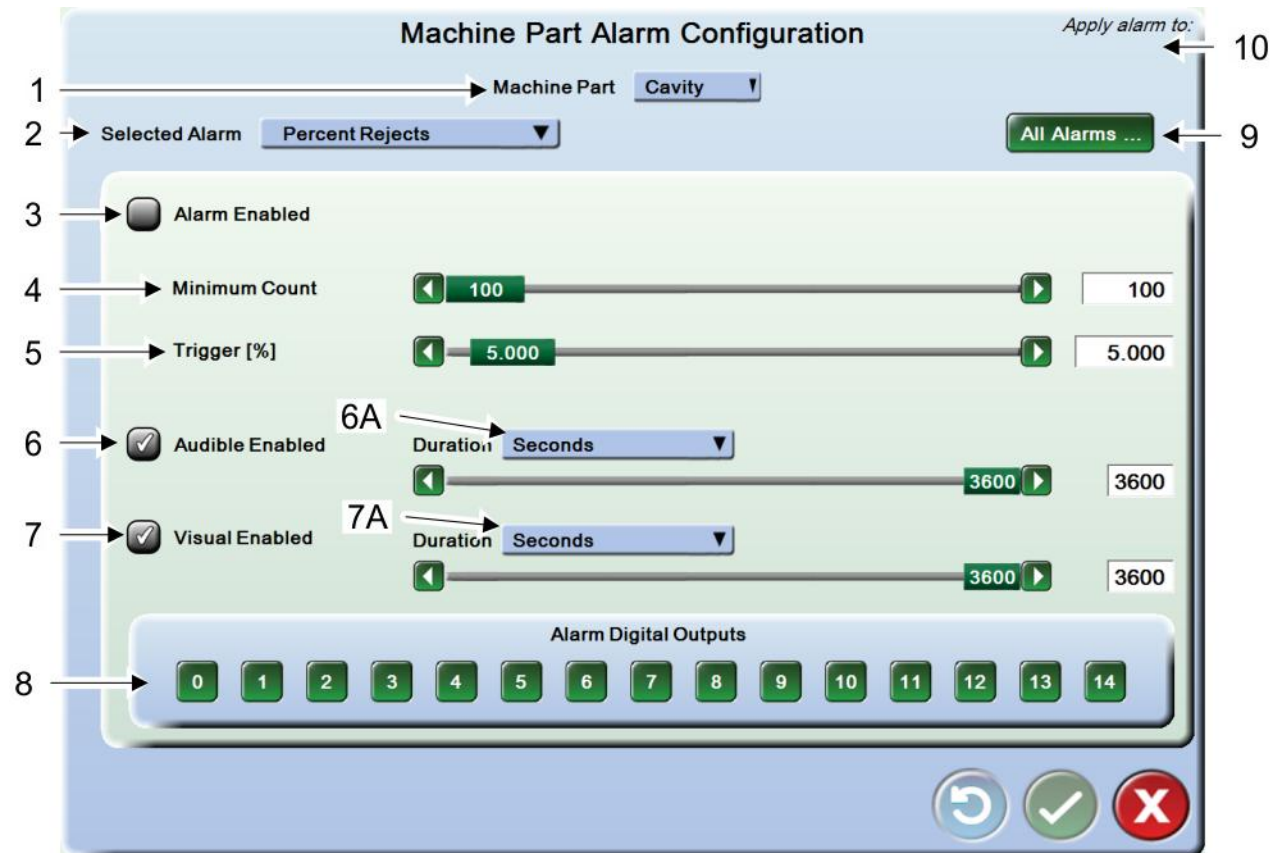 Machine Part Alarm Configuration
Apply alarm to:
10
1
Machine Part Cavity
2
Selected Alarm Percent Rejects
All Alarms ...
9
3
Alarm Enabled
4
Minimum Count 100 100
5
Trigger [%] 5.000 5.000
6A
6
Audible Enabled Duration Seconds
3600 3600
7A
7
Visual Enabled Duration Seconds
3600 3600
Alarm Digital Outputs
8
0 1 2 3 4 5 6 7 8 9 10 11 12 13 14